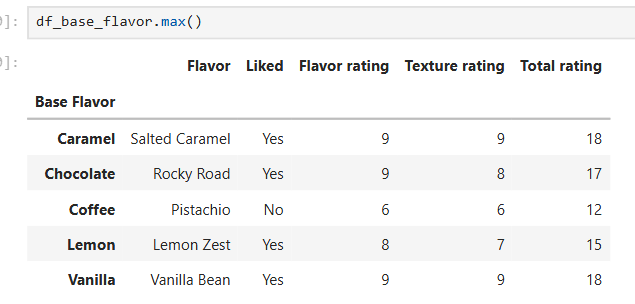 ]: df_base_flavor.max()
]:
Flavor Liked Flavor rating Texture rating Total rating
Base Flavor
Caramel Salted Caramel Yes 9 9 18
Chocolate Rocky Road Yes 9 8 17
Coffee Pistachio No 6 6 12
Lemon Lemon Zest Yes 8 7 15
Vanilla Vanilla Bean Yes 9 9 18